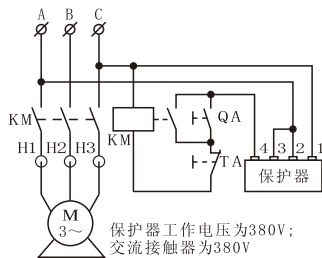 A B C
KM
KM
QA
TA
4 3 2 1
H1 H2 H3
保护器
M
3~
保护器工作电压为380V;
交流接触器为380V